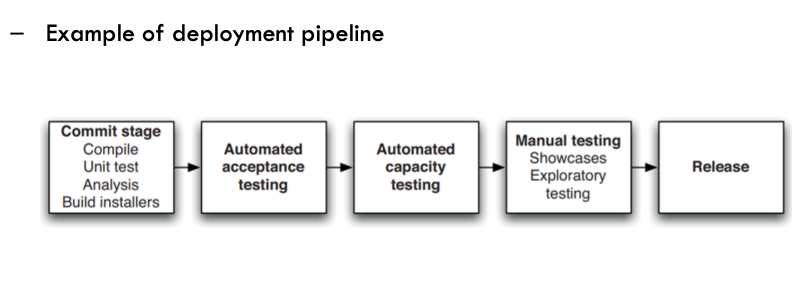 – Example of deployment pipeline
Commit stage
Compile
Unit test
Analysis
Build installers
Automated
acceptance
testing
Automated
capacity
testing
Manual testing
Showcases
Exploratory
testing
Release